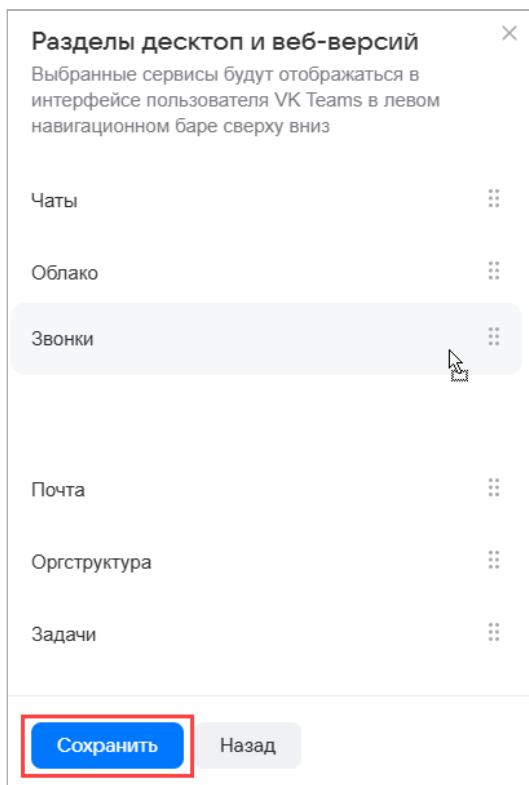 Разделы десктоп и веб-версий
Выбранные сервисы будут отображаться в
интерфейсе пользователя VK Teams в левом
навигационном баре сверху вниз
Чаты
Облако
Звонки
Почта
Оргструктура
Задачи
Сохранить
Назад